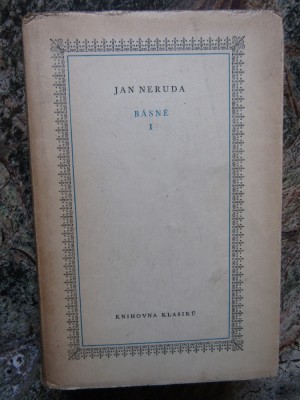 JAN NERUDA
BÁSNĚ
I
KNIHOVNA KLASIKŮ